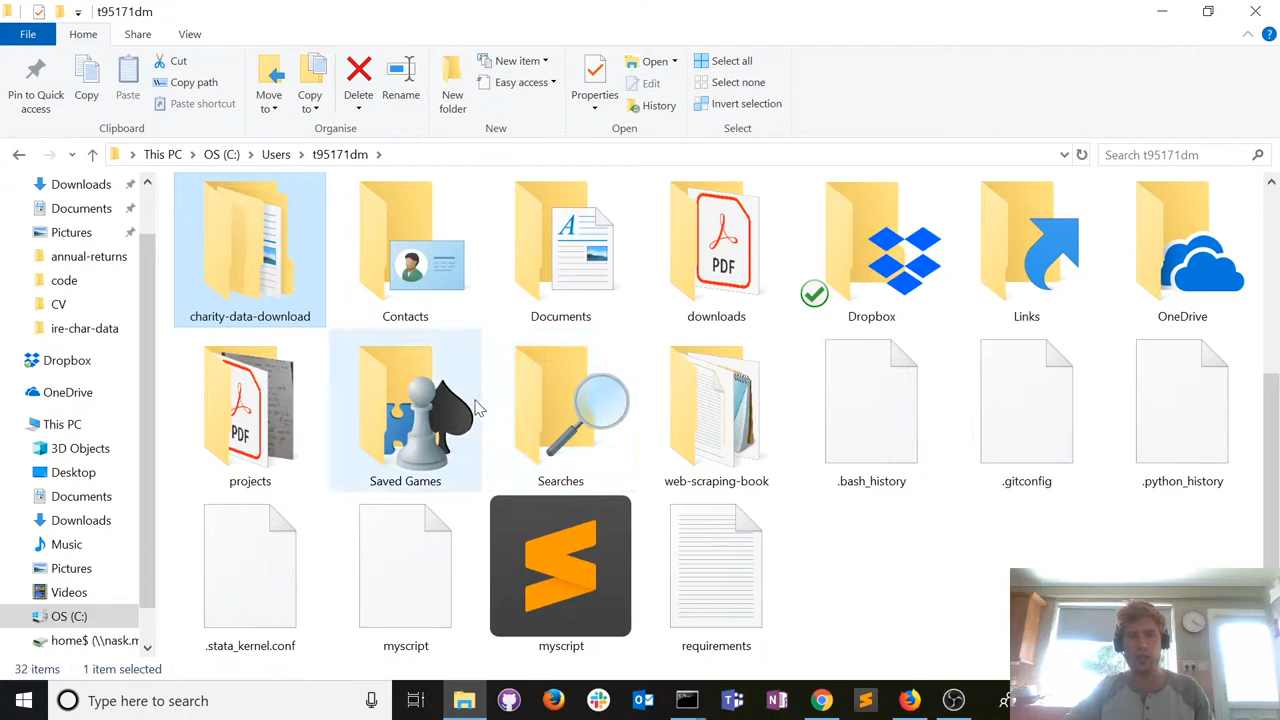 t95171dm
File Home Share View
Pin to Quick access
Copy
Paste
Cut
Copy path
Paste shortcut
Move to
Copy to
Delete
Rename
New folder
New item
Easy access
Properties
Open
Edit
History
Select all
Select none
Invert selection
Clipboard Organise New Open Select
This PC OS (C:) Users t95171dm
Search t95171dm
Downloads
Documents
Pictures
annual-returns
code
CV
ire-char-data
Dropbox
OneDrive
This PC
3D Objects
Desktop
Documents
Downloads
Music
Pictures
Videos
OS (C:)
home$ (\\nask.m
charity-data-download Contacts Documents downloads Dropbox Links OneDrive
PDF
A
PDF
projects Saved Games Searches web-scraping-book .bash_history .gitconfig .python_history
.stata_kernel.conf myscript myscript requirements
32 items 1 item selected
Type here to search